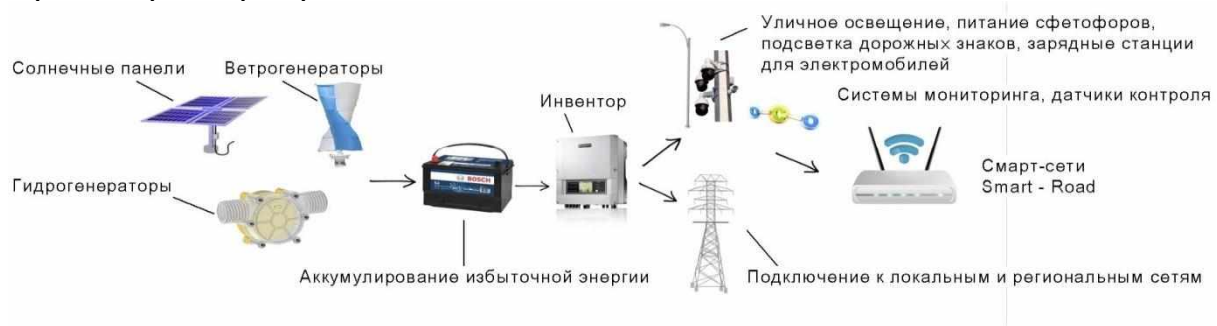 Уличное освещение, питание сфетофоров,
подсветка дорожных знаков, зарядные станции
для электромобилей
Солнечные панели
Ветрогенераторы
Инвентор
Системы мониторинга, датчики контроля
Гидрогенераторы
BOSCH
Смарт-сети
Smart - Road
Аккумулирование избыточной энергии
Подключение к локальным и региональным сетям